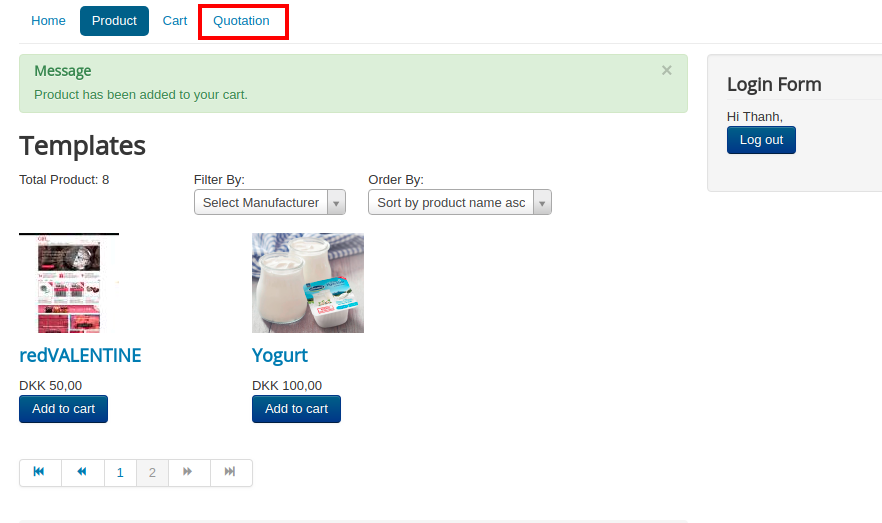 Home Product Cart Quotation
Message ×
Product has been added to your cart.
Login Form
Hi Thanh,
Log out
Templates
Total Product: 8 Filter By: Order By:
Select Manufacturer Sort by product name asc
redVALENTINE Yogurt
DKK 50,00 DKK 100,00
Add to cart Add to cart
1 2